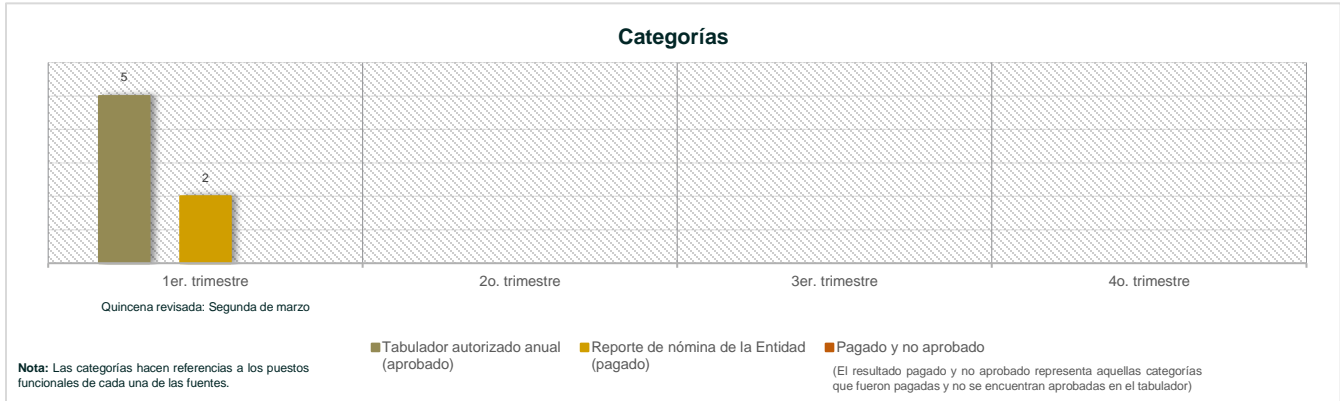 Categorías
5
2
1er. trimestre
2o. trimestre
3er. trimestre
4o. trimestre
Quincena revisada: Segunda de marzo
Tabulador autorizado anual
(aprobado)
Reporte de nómina de la Entidad
(pagado)
Pagado y no aprobado
(El resultado pagado y no aprobado representa aquellas categorías
que fueron pagadas y no se encuentran aprobadas en el tabulador)
Nota: Las categorías hacen referencias a los puestos
funcionales de cada una de las fuentes.